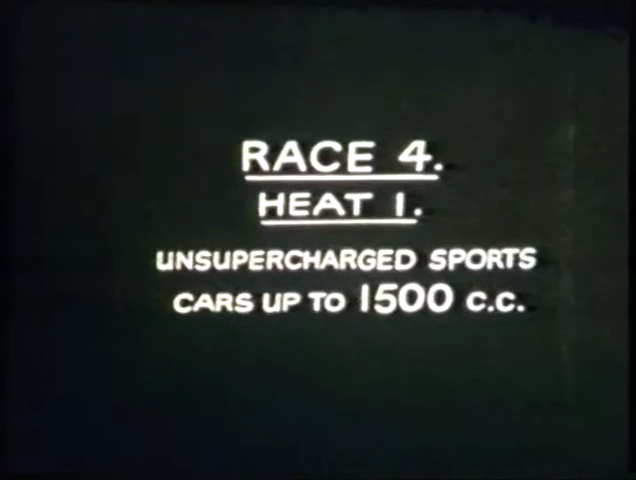 RACE 4.
HEAT 1.
UNSUPERCHARGED SPORTS
CARS UP TO 1500 C.C.